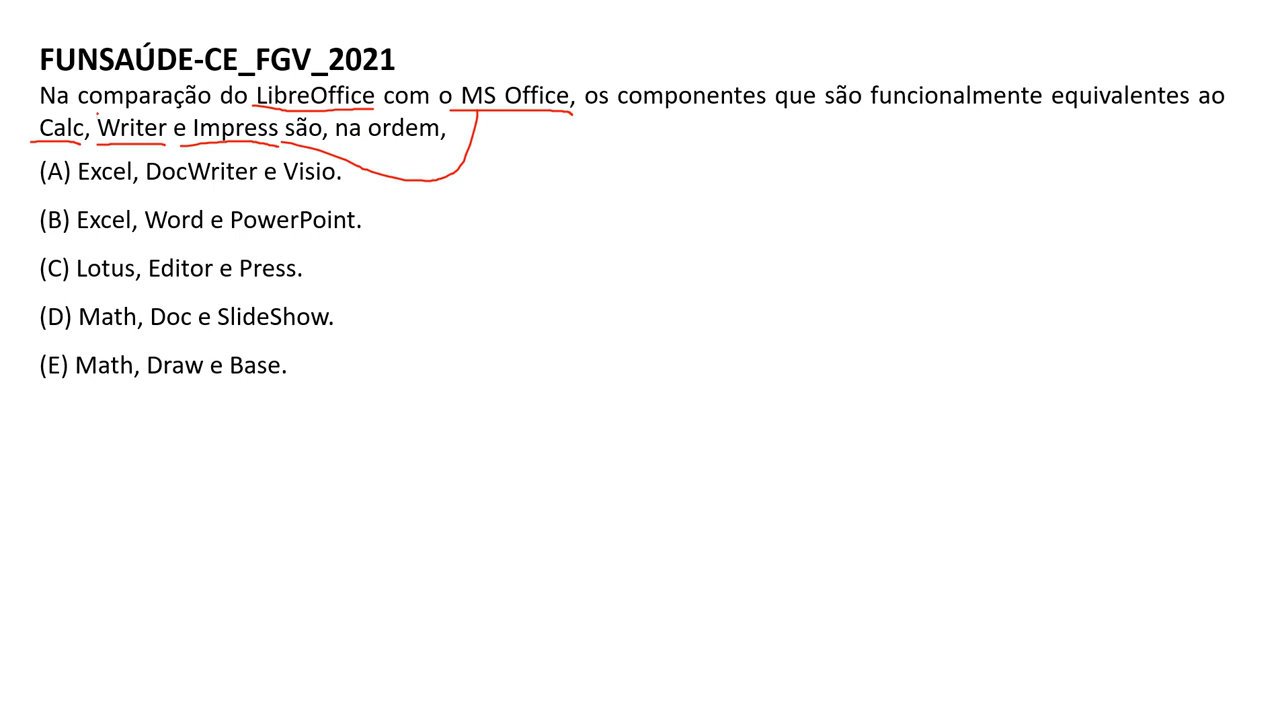 FUNSAÚDE-CE_FGV_2021
Na comparação do LibreOffice com o MS Office, os componentes que são funcionalmente equivalentes ao
Calc, Writer e Impress são, na ordem,
(A) Excel, DocWriter e Visio.
(B) Excel, Word e PowerPoint.
(C) Lotus, Editor e Press.
(D) Math, Doc e SlideShow.
(E) Math, Draw e Base.